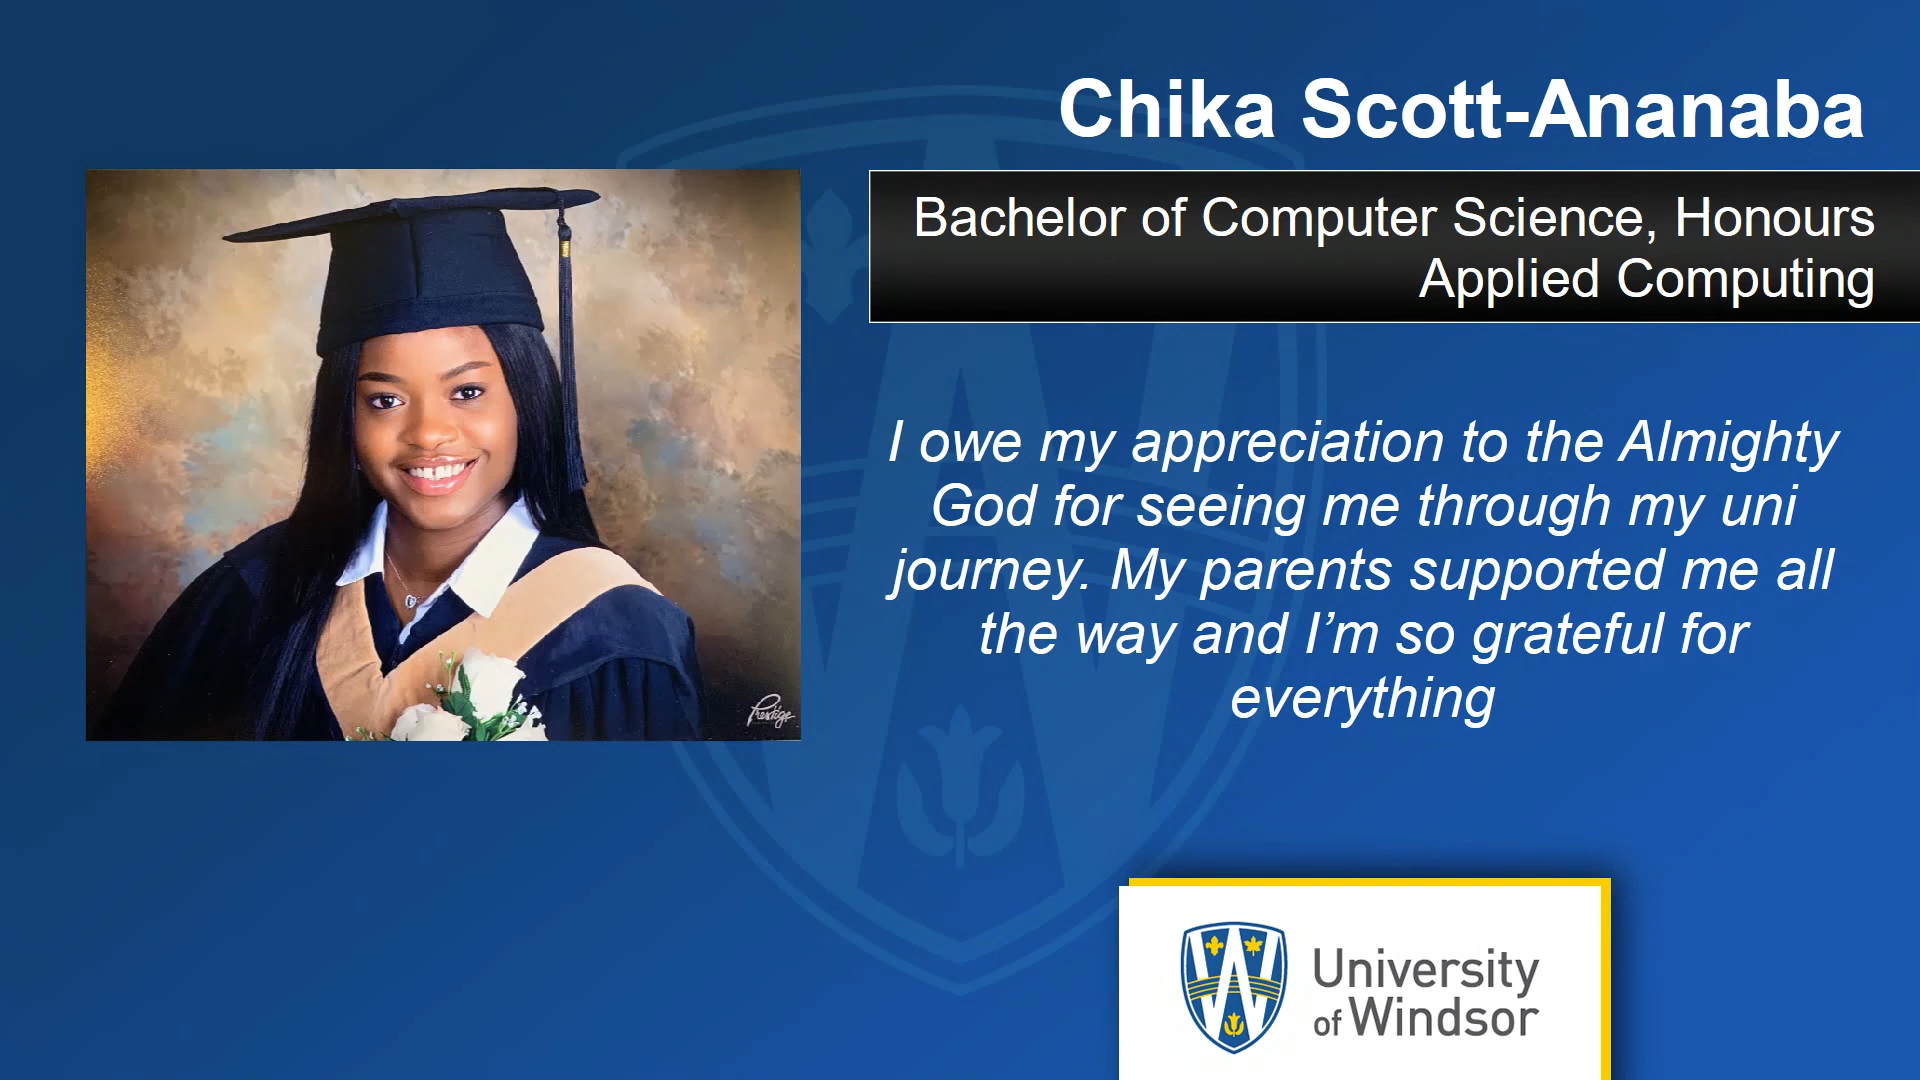 Chika Scott-Ananaba
Bachelor of Computer Science, Honours
Applied Computing
I owe my appreciation to the Almighty
God for seeing me through my uni
journey. My parents supported me all
the way and I’m so grateful for
everything
Prestige
University
of Windsor